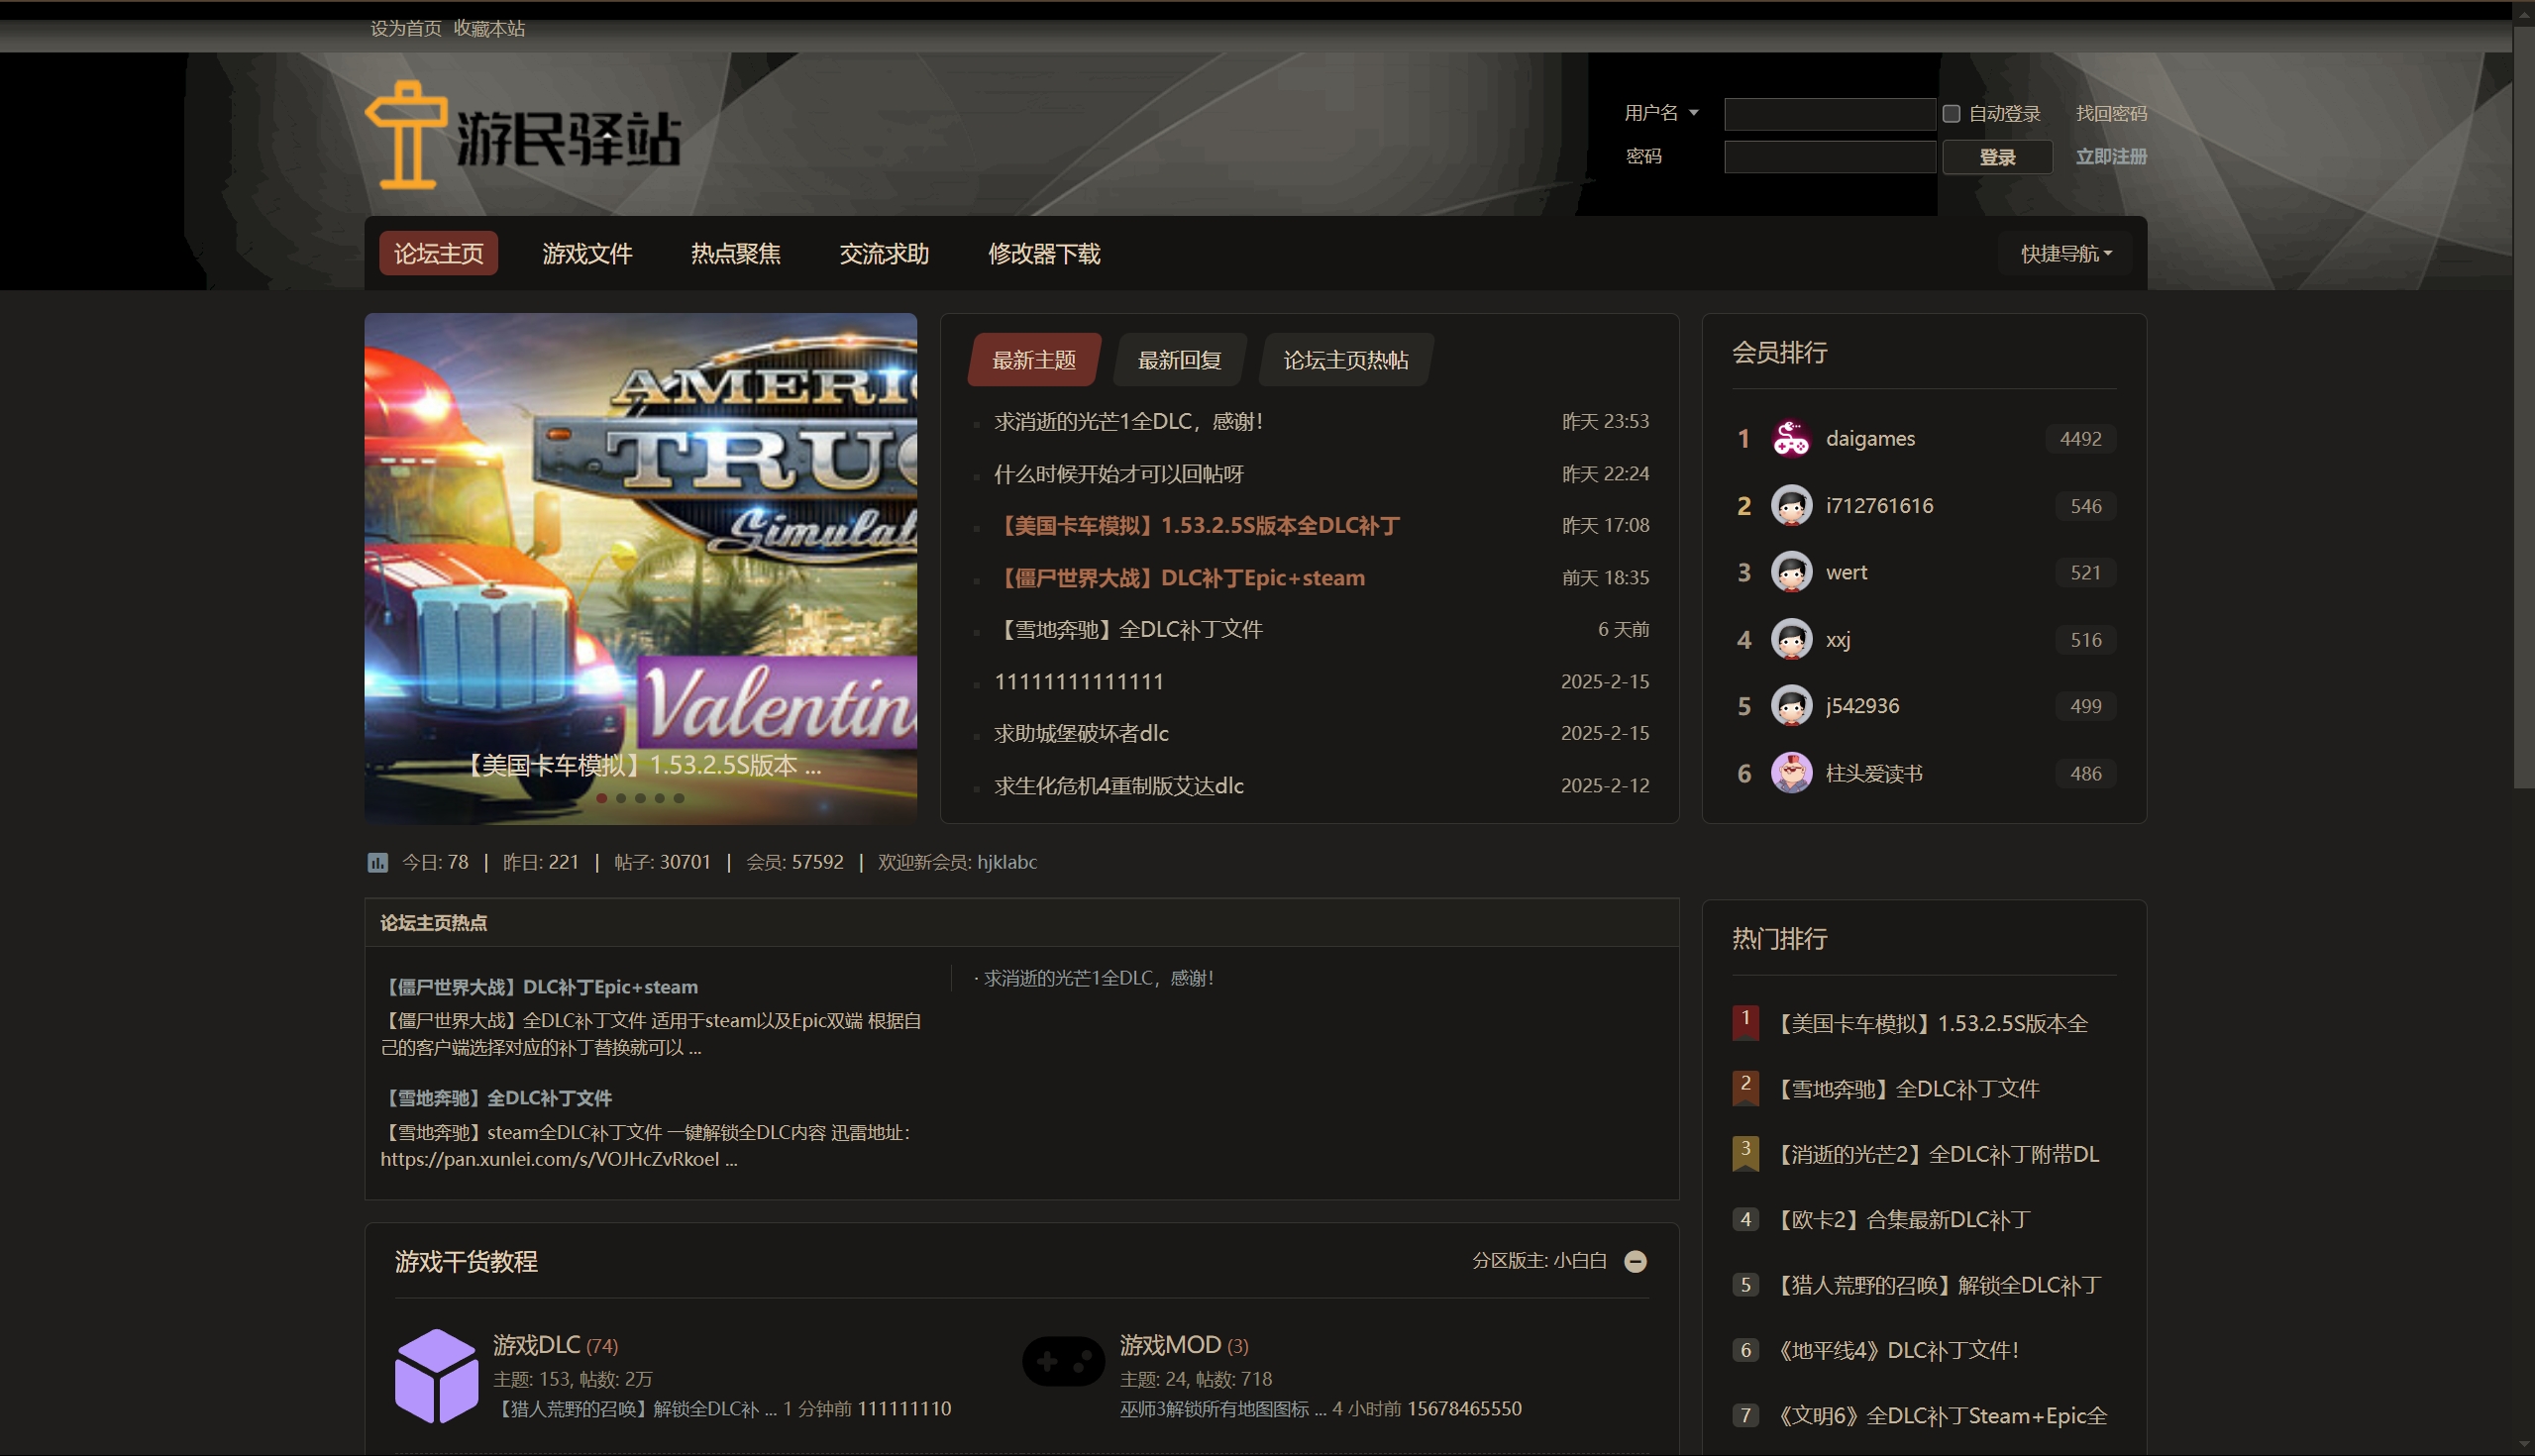 设为首页 收藏本站
游民驿站
用户名
自动登录 找回密码
密码
登录 立即注册
论坛主页 游戏文件 热点聚焦 交流求助 修改器下载 快捷导航
AMERIC
TRUC
Simulat
Valentin
【美国卡车模拟】1.53.2.5S版本 ...
最新主题 最新回复 论坛主页热帖
求消逝的光芒1全DLC，感谢！ 昨天 23:53
什么时候开始才可以回帖呀 昨天 22:24
【美国卡车模拟】1.53.2.5S版本全DLC补丁 昨天 17:08
【僵尸世界大战】DLC补丁Epic+steam 前天 18:35
【雪地奔驰】全DLC补丁文件 6 天前
11111111111111 2025-2-15
求助城堡破坏者dlc 2025-2-15
求生化危机4重制版艾达dlc 2025-2-12
会员排行
1 daigames 4492
2 i712761616 546
3 wert 521
4 xxj 516
5 j542936 499
6 柱头爱读书 486
今日: 78 | 昨日: 221 | 帖子: 30701 | 会员: 57592 | 欢迎新会员: hjklabc
论坛主页热点
【僵尸世界大战】DLC补丁Epic+steam
【僵尸世界大战】全DLC补丁文件 适用于steam以及Epic双端 根据自
己的客户端选择对应的补丁替换就可以 ...
【雪地奔驰】全DLC补丁文件
【雪地奔驰】steam全DLC补丁文件 一键解锁全DLC内容 迅雷地址：
https://pan.xunlei.com/s/VOJHcZvRkoel ...
· 求消逝的光芒1全DLC，感谢！
热门排行
1 【美国卡车模拟】1.53.2.5S版本全
2 【雪地奔驰】全DLC补丁文件
3 【消逝的光芒2】全DLC补丁附带DL
4 【欧卡2】合集最新DLC补丁
5 【猎人荒野的召唤】解锁全DLC补丁
6 《地平线4》DLC补丁文件！
7 《文明6》全DLC补丁Steam+Epic全
游戏干货教程 分区版主: 小白白
游戏DLC (74)
主题: 153, 帖数: 2万
【猎人荒野的召唤】解锁全DLC补 ... 1 分钟前 111111110
游戏MOD (3)
主题: 24, 帖数: 718
巫师3解锁所有地图图标 ... 4 小时前 15678465550